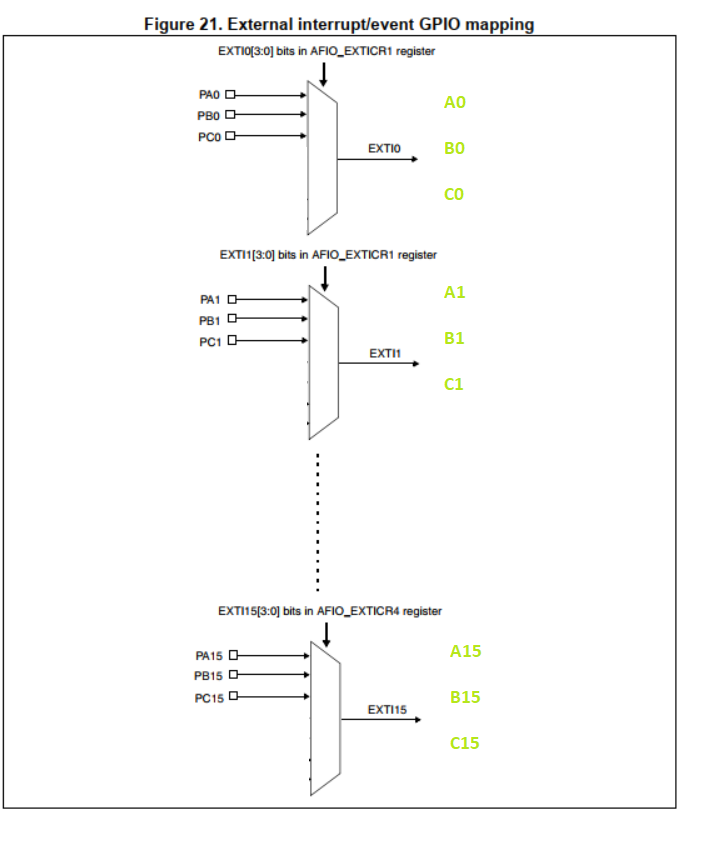 Figure 21. External interrupt/event GPIO mapping
EXTI0[3:0] bits in AFIO_EXTICR1 register
PA0
A0
PB0
PC0
EXTI0
B0
C0
EXTI1[3:0] bits in AFIO_EXTICR1 register
PA1
A1
PB1
PC1
B1
EXTI1
C1
EXTI15[3:0] bits in AFIO_EXTICR4 register
PA15
A15
PB15
PC15
B15
EXTI15
C15